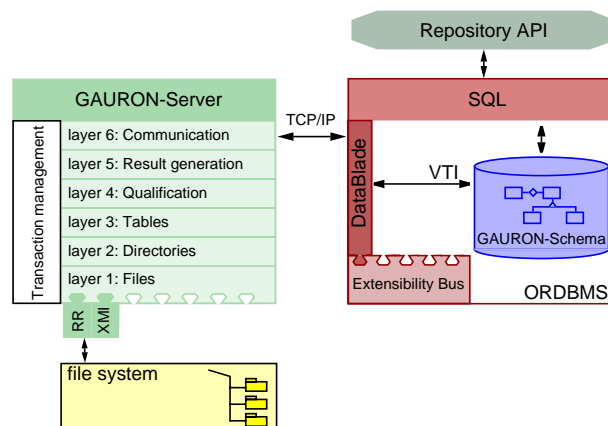 Repository API
GAURON-Server
SQL
TCP/IP
Transaction management
layer 6: Communication
layer 5: Result generation
layer 4: Qualification
layer 3: Tables
layer 2: Directories
layer 1: Files
DataBlade
VTI
GAURON-Schema
Extensibility Bus
ORDBMS
RR
XMI
file system